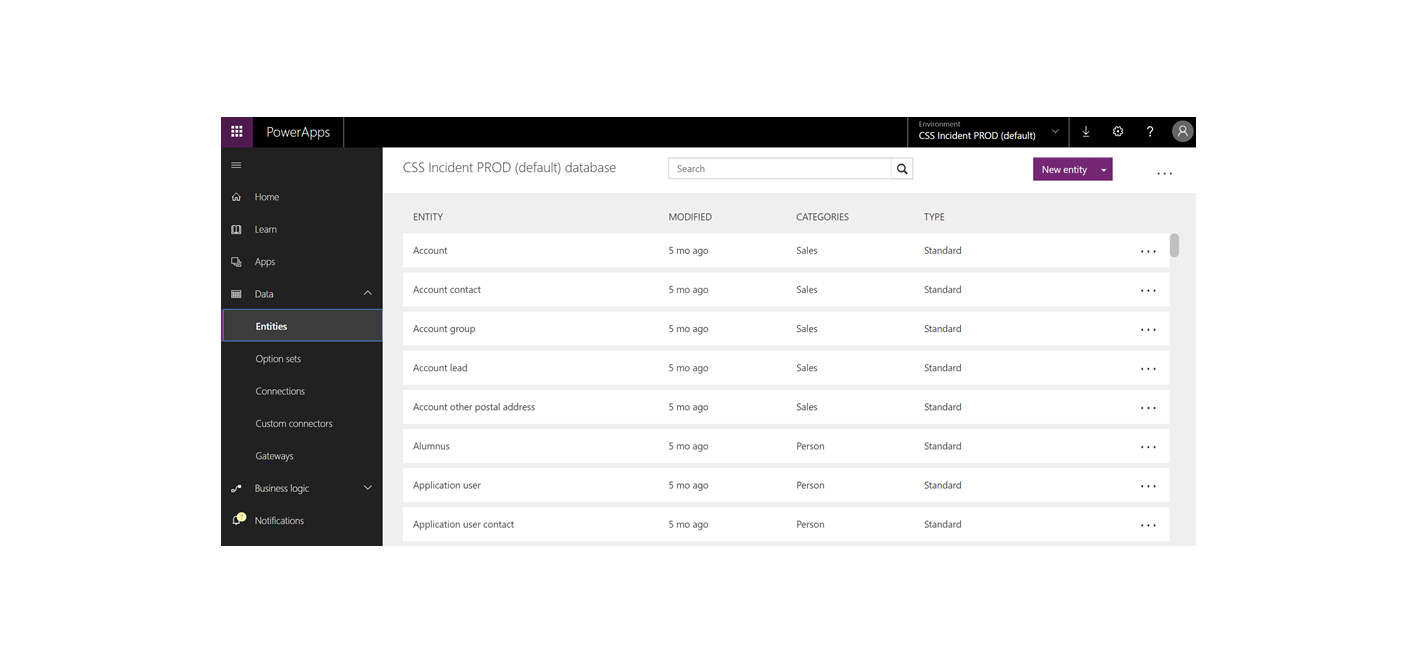 PowerApps
Environment
CSS Incident PROD (default)
?
Home
Learn
Apps
Data
Entities
Option sets
Connections
Custom connectors
Gateways
Business logic
Notifications
CSS Incident PROD (default) database
Search
New entity
...
ENTITY MODIFIED CATEGORIES TYPE
Account 5 mo ago Sales Standard ...
Account contact 5 mo ago Sales Standard ...
Account group 5 mo ago Sales Standard ...
Account lead 5 mo ago Sales Standard ...
Account other postal address 5 mo ago Sales Standard ...
Alumnus 5 mo ago Person Standard ...
Application user 5 mo ago Person Standard ...
Application user contact 5 mo ago Person Standard ...